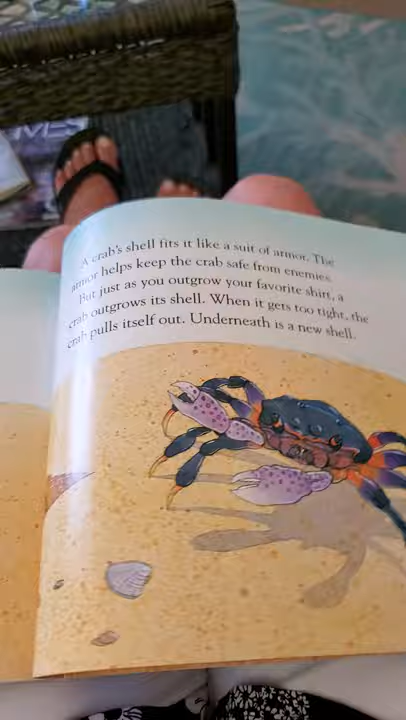 A crab's shell fits it like a suit of armor. The
armor helps keep the crab safe from enemies.
But just as you outgrow your favorite shirt, a
crab outgrows its shell. When it gets too tight, the
crab pulls itself out. Underneath is a new shell.